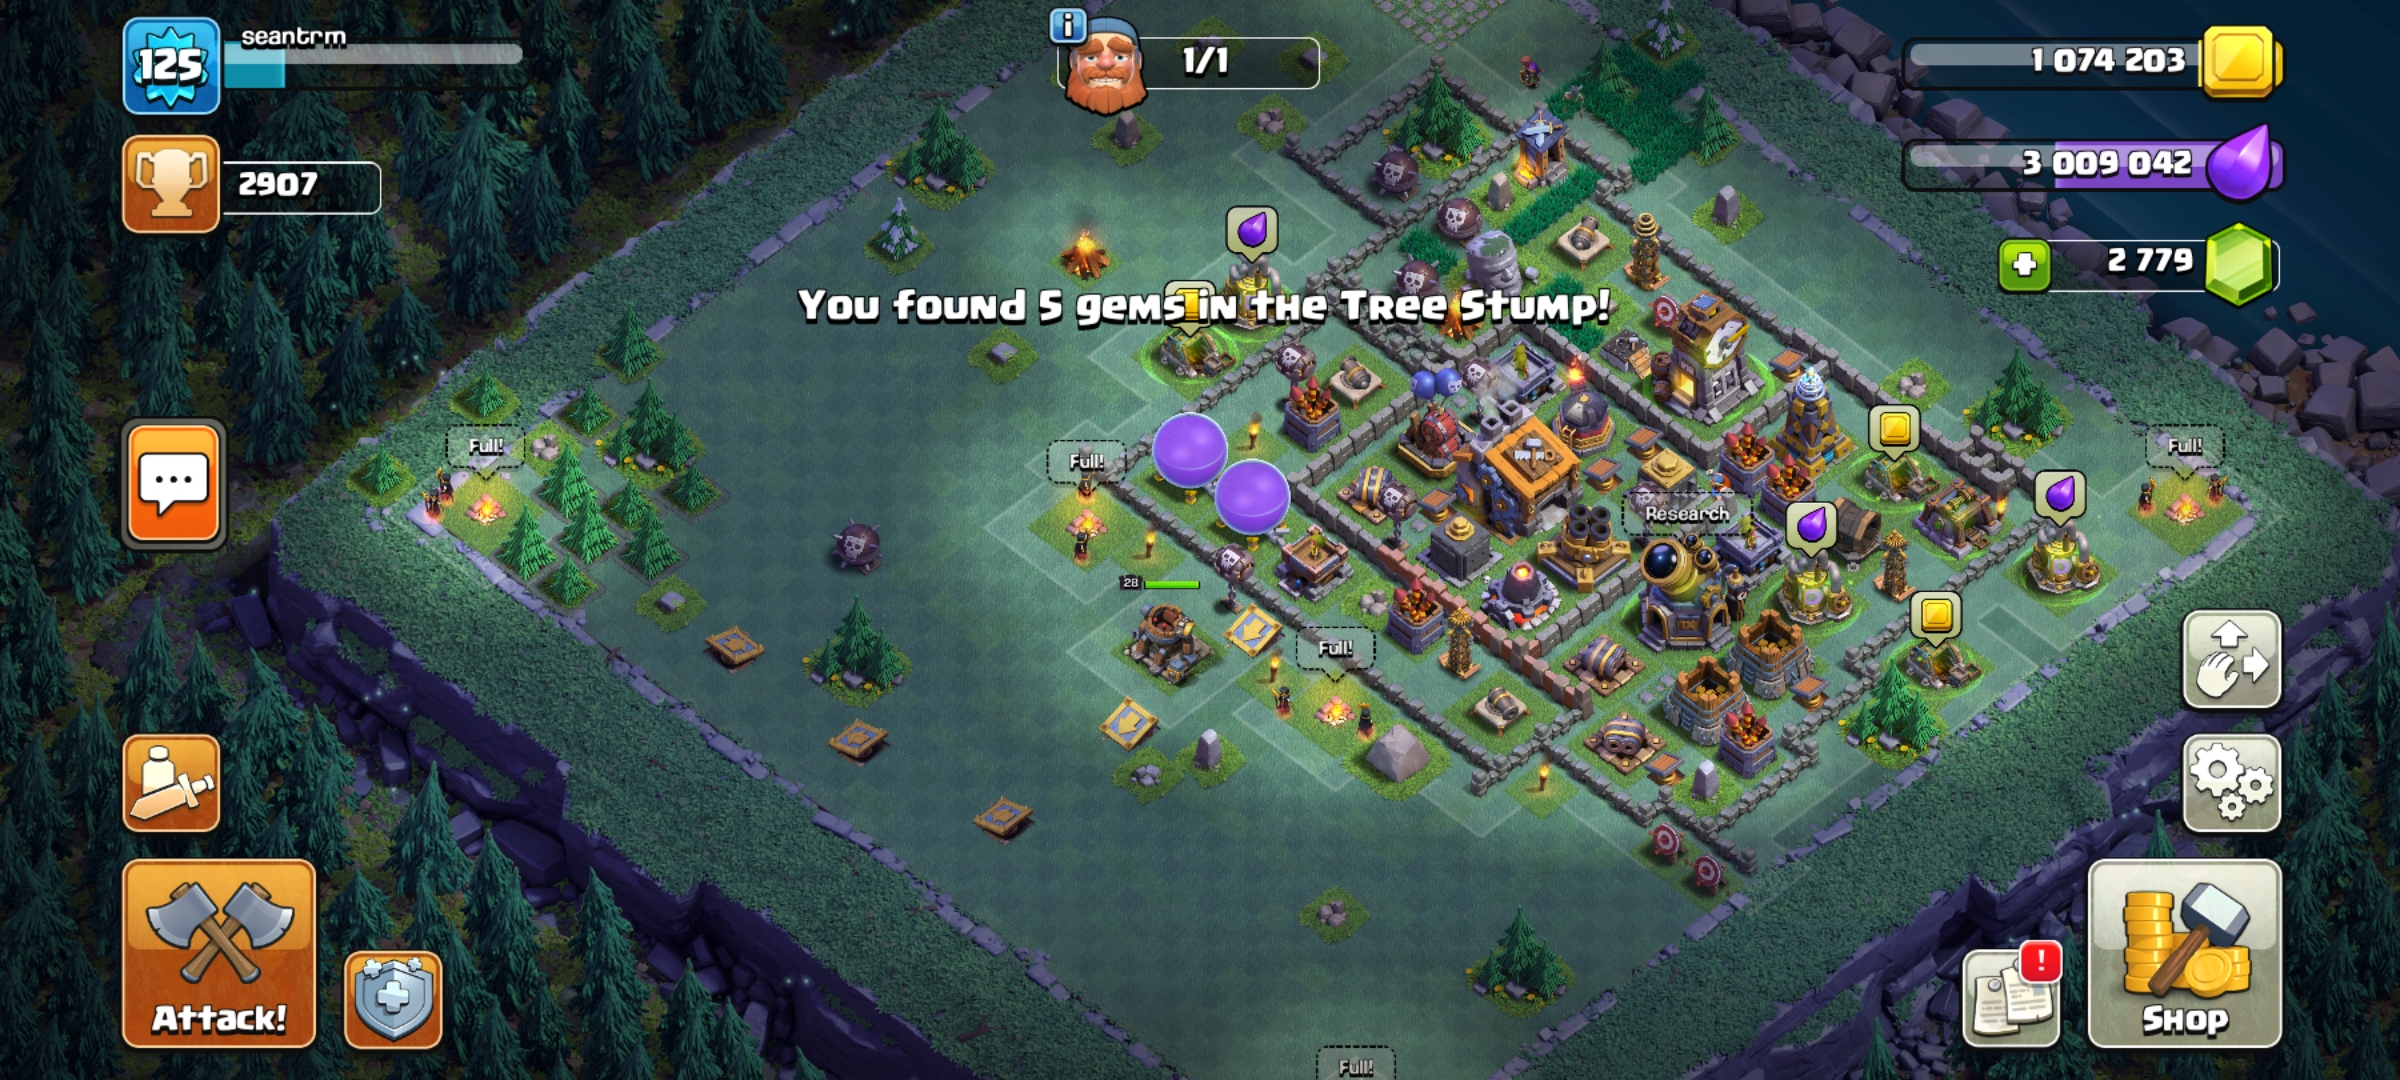 125
seantrm
i
1/1
1 074 203
2907
3 009 042
2 779
You found 5 gems in the Tree Stump!
Full!
Full!
Full!
Research
28
Full!
Attack!
!
Shop
Full!